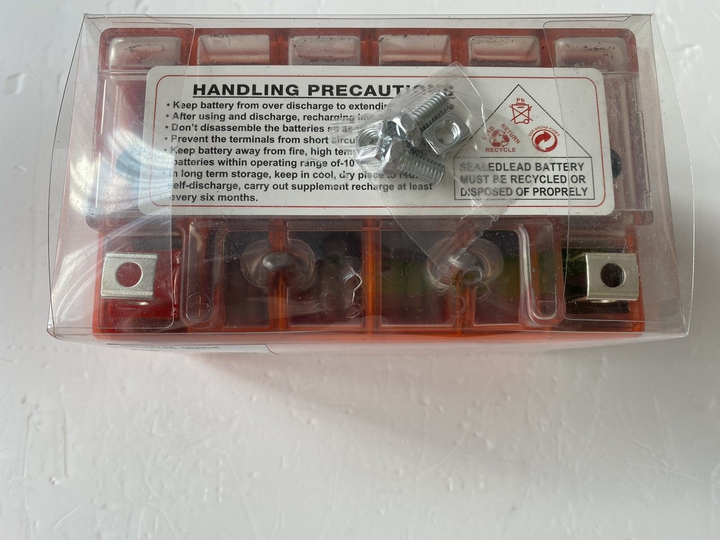 HANDLING PRECAUTIONS
• Keep battery from over discharge to extending
• After using and discharge, recharging
• Don't disassemble the batteries
• Prevent the terminals from short circuit
• Keep battery away from fire, high
batteries within operating range of-10
• In long term storage, keep in cool, dry place to
self-discharge, carry out supplement recharge at least
every six months.
Pb
RETURN
RECYCLE
SEALEDLEAD BATTERY
MUST BE RECYCLED OR
DISPOSED OF PROPRELY